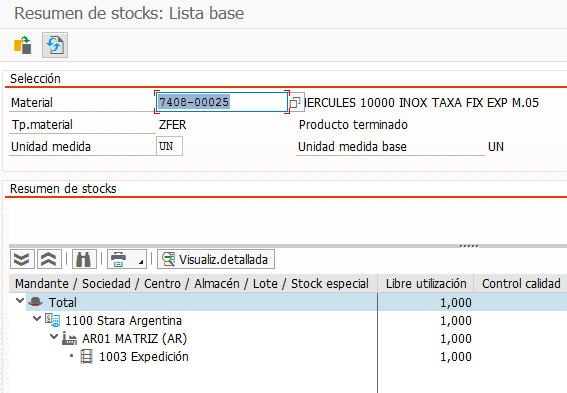 Resumen de stocks: Lista base
Selección
Material 7408-00025 HERCULES 10000 INOX TAXA FIX EXP M.05
Tp.material ZFER Producto terminado
Unidad medida UN Unidad medida base UN
Resumen de stocks
Visualiz.detallada
Mandante / Sociedad / Centro / Almacén / Lote / Stock especial Libre utilización Control calidad
Total 1,000
1100 Stara Argentina 1,000
AR01 MATRIZ (AR) 1,000
1003 Expedición 1,000